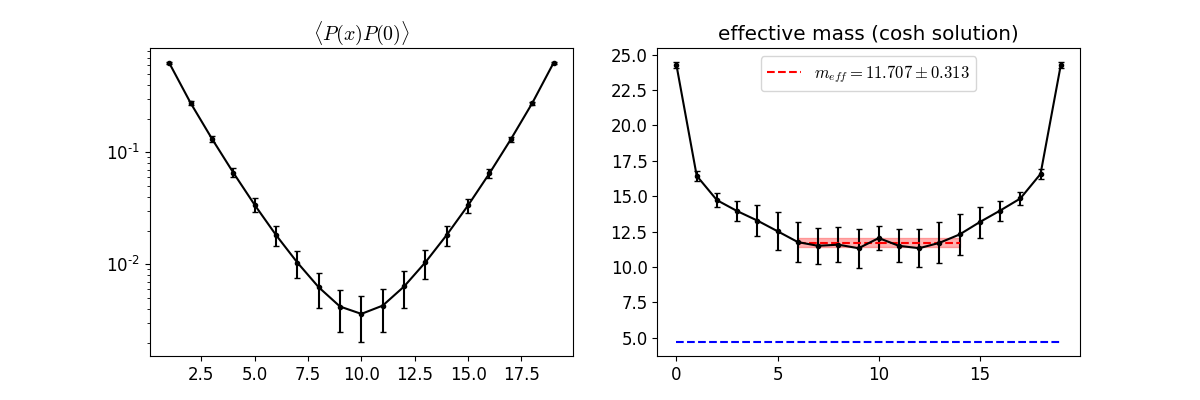 ⟨P(x)P(0)⟩
10⁻¹
10⁻²
2.5 5.0 7.5 10.0 12.5 15.0 17.5
effective mass (cosh solution)
m_{eff} = 11.707 ± 0.313
25.0
22.5
20.0
17.5
15.0
12.5
10.0
7.5
5.0
0 5 10 15